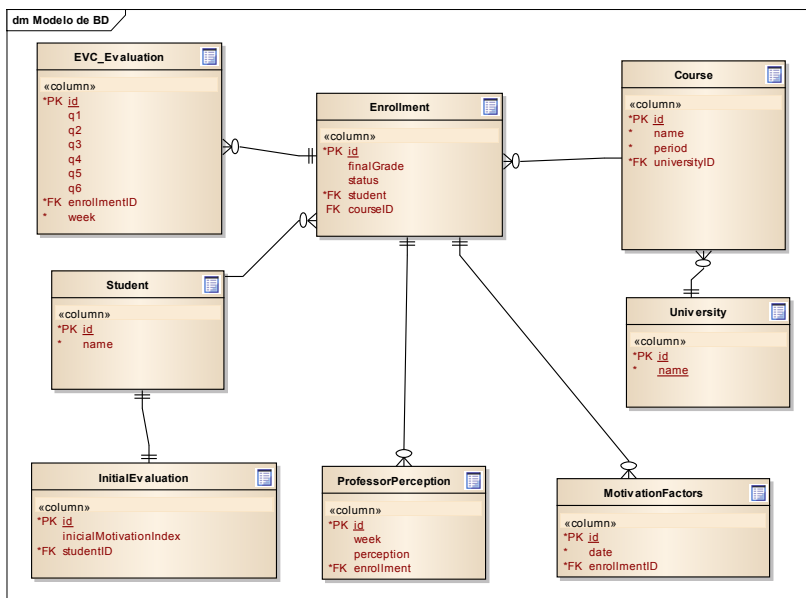 dm Modelo de BD
EVC_Evaluation
«column»
*PK id
q1
q2
q3
q4
q5
q6
*FK enrollmentID
* week
Enrollment
«column»
*PK id
finalGrade
status
*FK student
FK courseID
Course
«column»
*PK id
* name
* period
*FK universityID
Student
«column»
*PK id
* name
University
«column»
*PK id
* name
InitialEvaluation
«column»
*PK id
inicialMotivationIndex
*FK studentID
ProfessorPerception
«column»
*PK id
week
perception
*FK enrollment
MotivationFactors
«column»
*PK id
* date
*FK enrollmentID